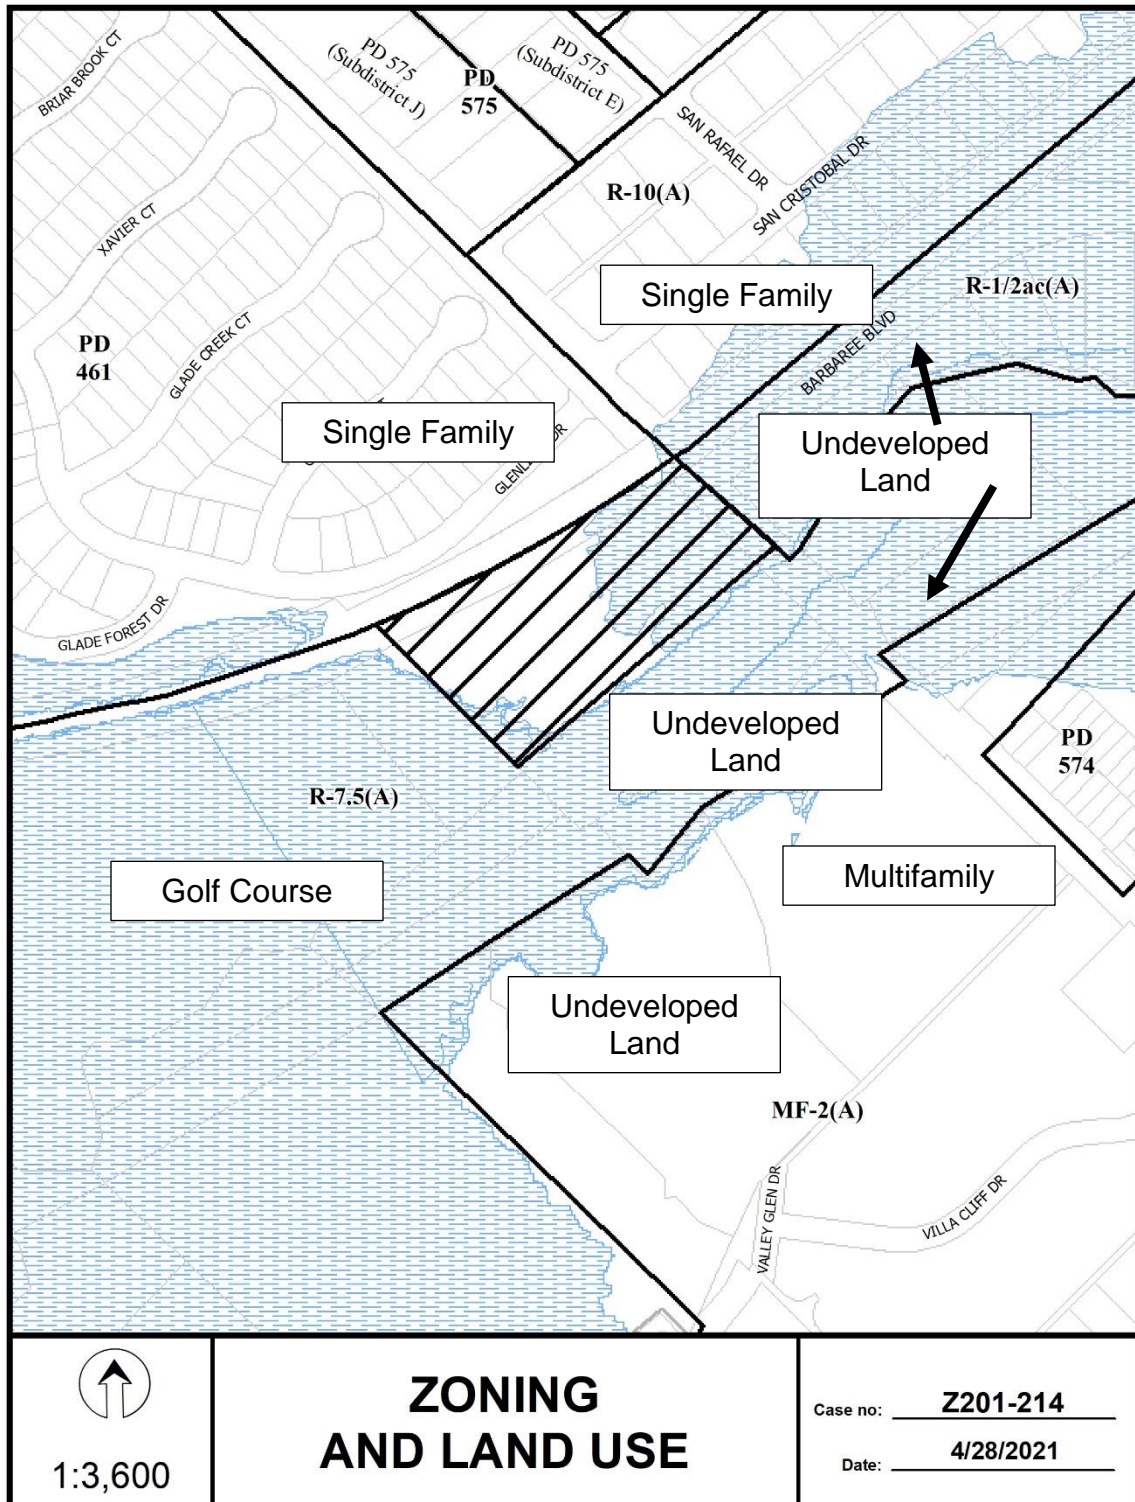 BRIAR BROOK CT
PD 575
(Subdistrict J)
PD
575
PD 575
(Subdistrict E)
SAN RAFAEL DR
SAN CRISTOBAL DR
R-10(A)
XAVIER CT
Single Family
R-1/2ac(A)
BARBAREE BLVD
PD
461
GLADE CREEK CT
Single Family
DR
Undeveloped
Land
GLADE FOREST DR
Undeveloped
Land
PD
574
R-7.5(A)
Golf Course
Multifamily
Undeveloped
Land
MF-2(A)
VALLEY GLEN DR
VILLA CLIFF DR
1:3,600
ZONING
AND LAND USE
Case no: Z201-214
Date: 4/28/2021